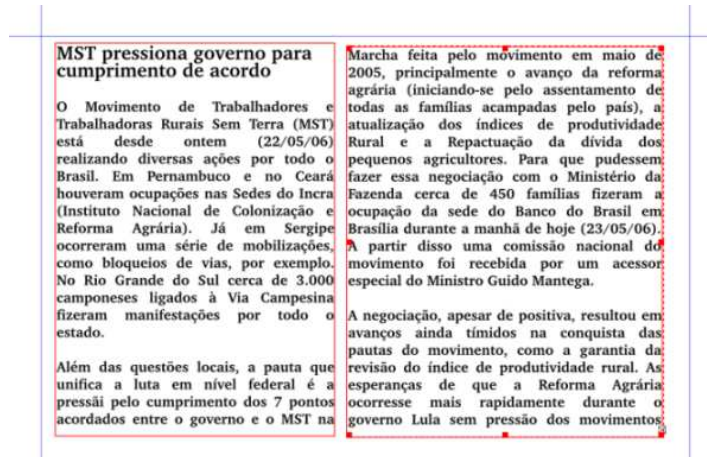 MST pressiona governo para
cumprimento de acordo
O Movimento de Trabalhadores e
Trabalhadoras Rurais Sem Terra (MST)
está desde ontem (22/05/06)
realizando diversas ações por todo o
Brasil. Em Pernambuco e no Ceará
houveram ocupações nas Sedes do Incra
(Instituto Nacional de Colonização e
Reforma Agrária). Já em Sergipe
ocorreram uma série de mobilizações,
como bloqueios de vias, por exemplo.
No Rio Grande do Sul cerca de 3.000
camponeses ligados à Via Campesina
fizeram manifestações por todo o
estado.
Além das questões locais, a pauta que
unifica a luta em nível federal é a
pressãi pelo cumprimento dos 7 pontos
acordados entre o governo e o MST na
Marcha feita pelo movimento em maio de
2005, principalmente o avanço da reforma
agrária (iniciando-se pelo assentamento de
todas as famílias acampadas pelo país), a
atualização dos índices de produtividade
Rural e a Repactuação da dívida dos
pequenos agricultores. Para que pudessem
fazer essa negociação com o Ministério da
Fazenda cerca de 450 famílias fizeram a
ocupação da sede do Banco do Brasil em
Brasília durante a manhã de hoje (23/05/06).
A partir disso uma comissão nacional do
movimento foi recebida por um acessor
especial do Ministro Guido Mantega.
A negociação, apesar de positiva, resultou em
avanços ainda tímidos na conquista das
pautas do movimento, como a garantia da
revisão do índice de produtividade rural. As
esperanças de que a Reforma Agrária
ocorresse mais rapidamente durante o
governo Lula sem pressão dos movimentos